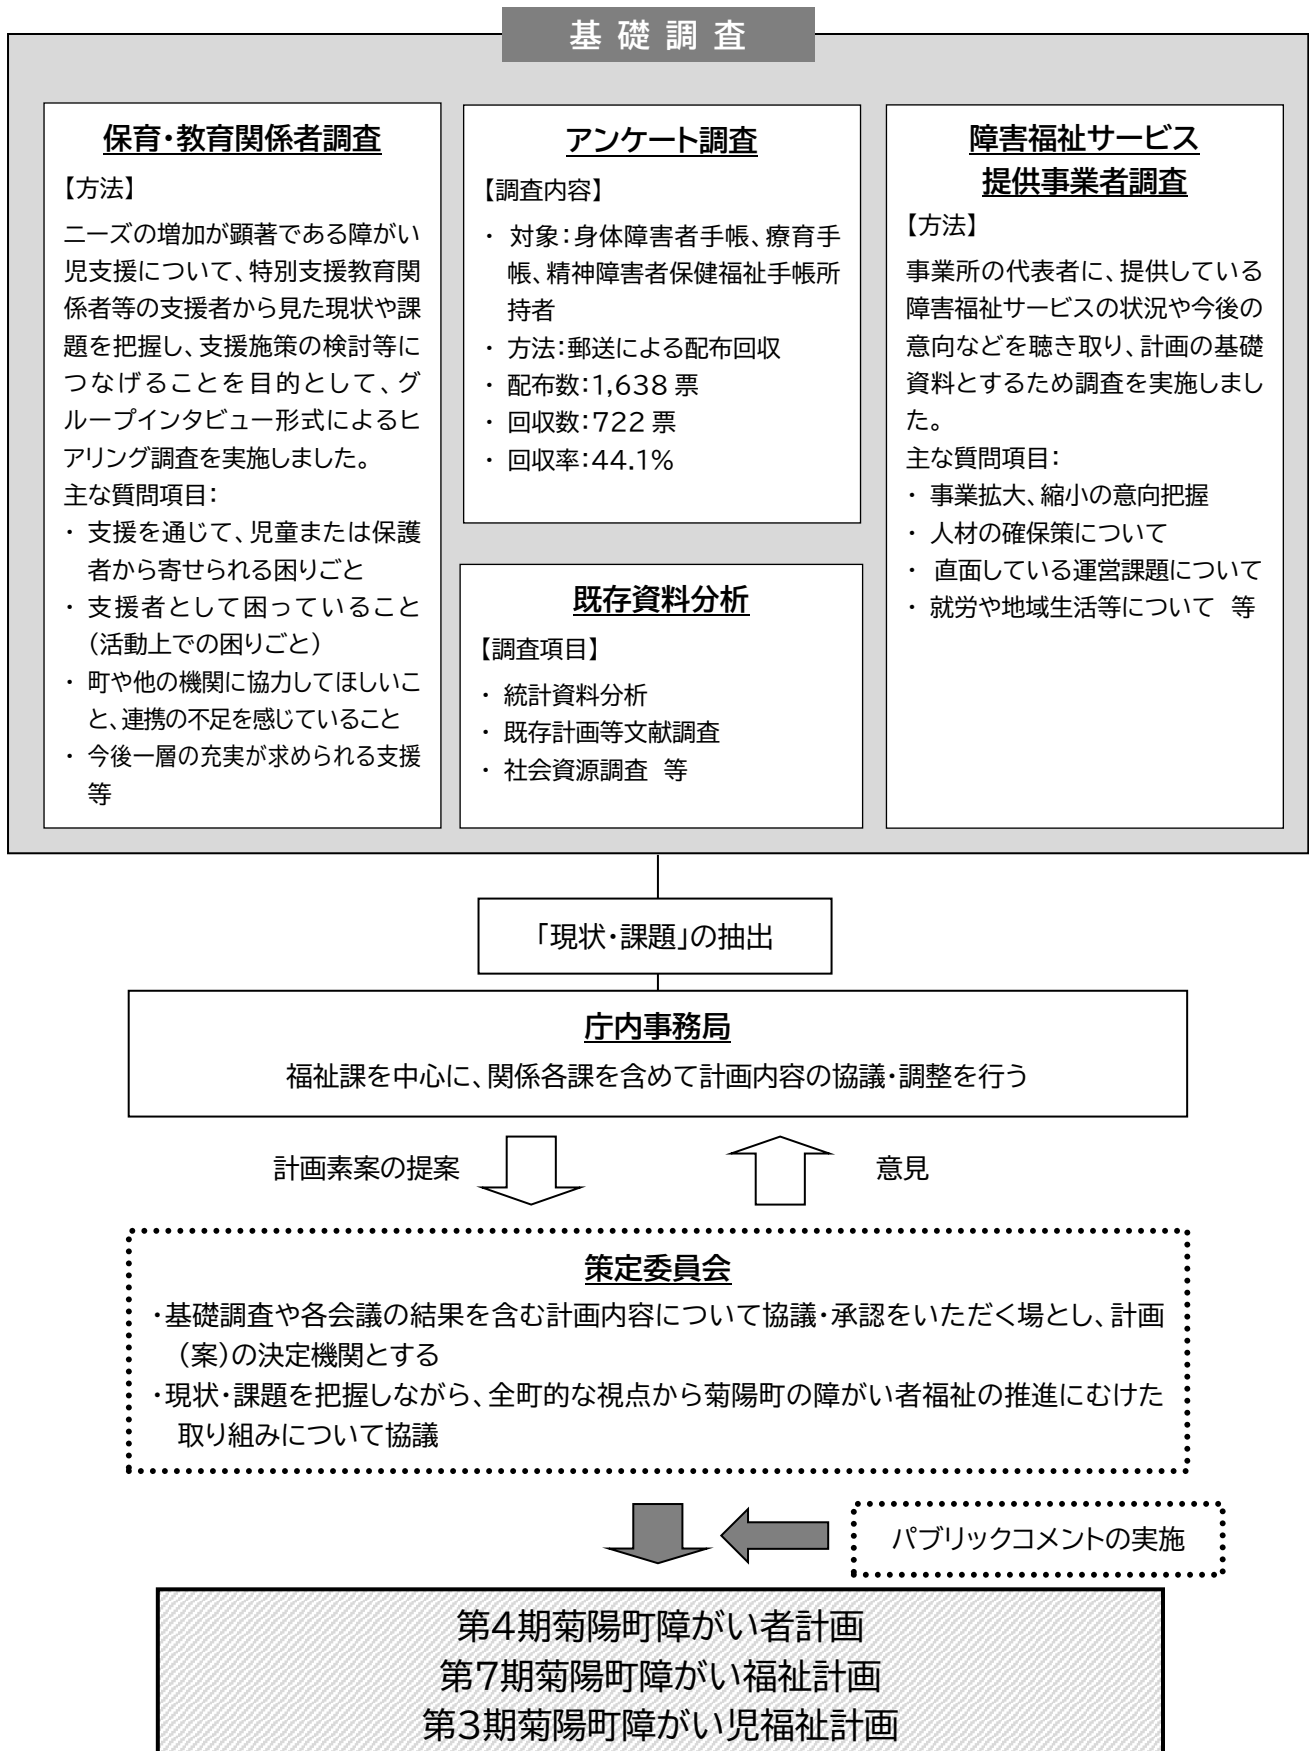 基礎調査
保育・教育関係者調査
【方法】
ニーズの増加が顕著である障がい
児支援について、特別支援教育関
係者等の支援者から見た現状や課
題を把握し、支援施策の検討等に
つなげることを目的として、グ
ループインタビュー形式によるヒ
アリング調査を実施しました。
主な質問項目：
・ 支援を通じて、児童または保護
者から寄せられる困りごと
・ 支援者として困っていること
（活動上での困りごと）
・ 町や他の機関に協力してほしいこ
と、連携の不足を感じていること
・ 今後一層の充実が求められる支援
等
アンケート調査
【調査内容】
・ 対象：身体障害者手帳、療育手
帳、精神障害者保健福祉手帳所
持者
・ 方法：郵送による配布回収
・ 配布数：1,638 票
・ 回収数：722 票
・ 回収率：44.1％
既存資料分析
【調査項目】
・ 統計資料分析
・ 既存計画等文献調査
・ 社会資源調査 等
障害福祉サービス
提供事業者調査
【方法】
事業所の代表者に、提供している
障害福祉サービスの状況や今後の
意向などを聴き取り、計画の基礎
資料とするため調査を実施しまし
た。
主な質問項目：
・ 事業拡大、縮小の意向把握
・ 人材の確保策について
・ 直面している運営課題について
・ 就労や地域生活等について 等
「現状・課題」の抽出
庁内事務局
福祉課を中心に、関係各課を含めて計画内容の協議・調整を行う
計画素案の提案
意見
策定委員会
・基礎調査や各会議の結果を含む計画内容について協議・承認をいただく場とし、計画
（案）の決定機関とする
・現状・課題を把握しながら、全町的な視点から菊陽町の障がい者福祉の推進にむけた
取り組みについて協議
パブリックコメントの実施
第4期菊陽町障がい者計画
第7期菊陽町障がい福祉計画
第3期菊陽町障がい児福祉計画